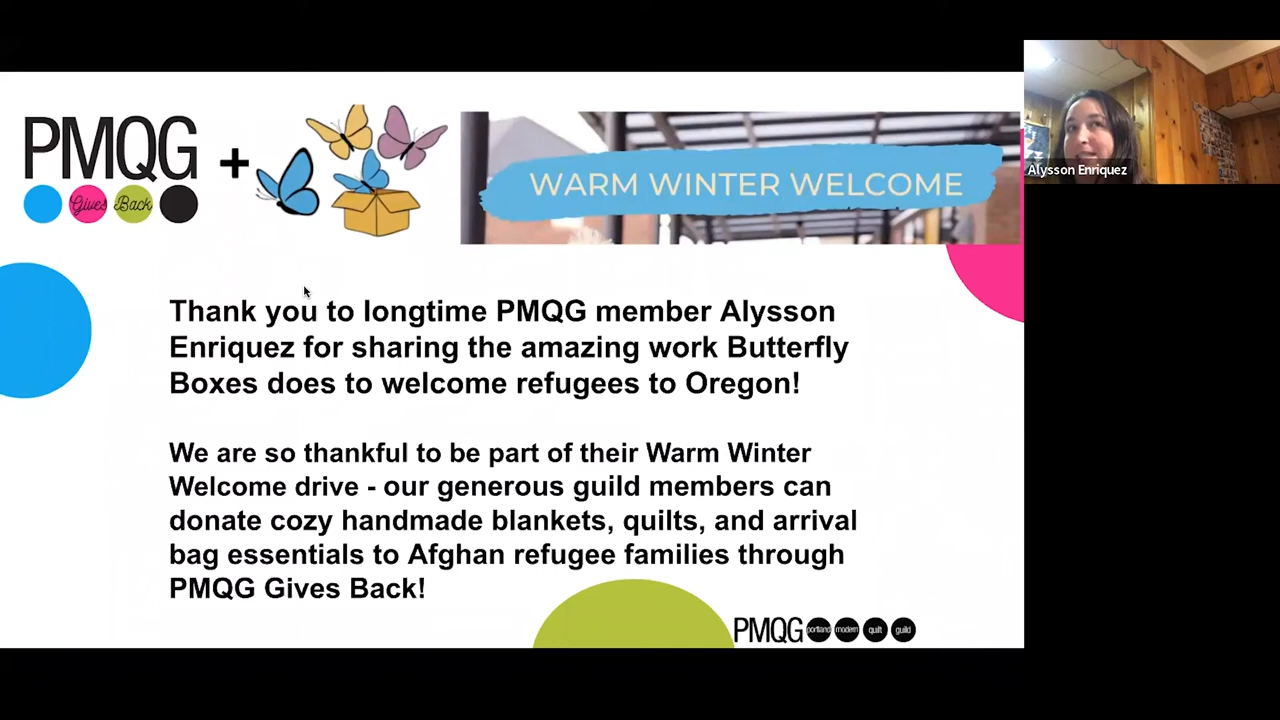 PMQG
Gives Back
+
WARM WINTER WELCOME
Alysson Enriquez
Thank you to longtime PMQG member Alysson
Enriquez for sharing the amazing work Butterfly
Boxes does to welcome refugees to Oregon!
We are so thankful to be part of their Warm Winter
Welcome drive - our generous guild members can
donate cozy handmade blankets, quilts, and arrival
bag essentials to Afghan refugee families through
PMQG Gives Back!
PMQG portland modern quilt guild